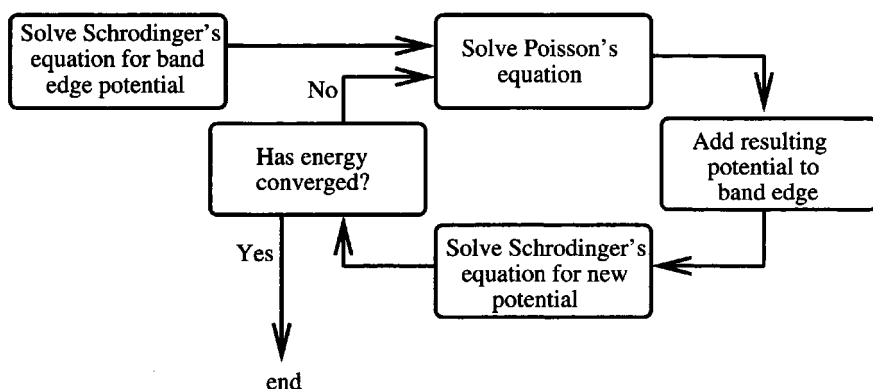 Solve Schrodinger's
equation for band
edge potential
Solve Poisson's
equation
No
Add resulting
potential to
band edge
Has energy
converged?
Solve Schrodinger's
equation for new
potential
Yes
end